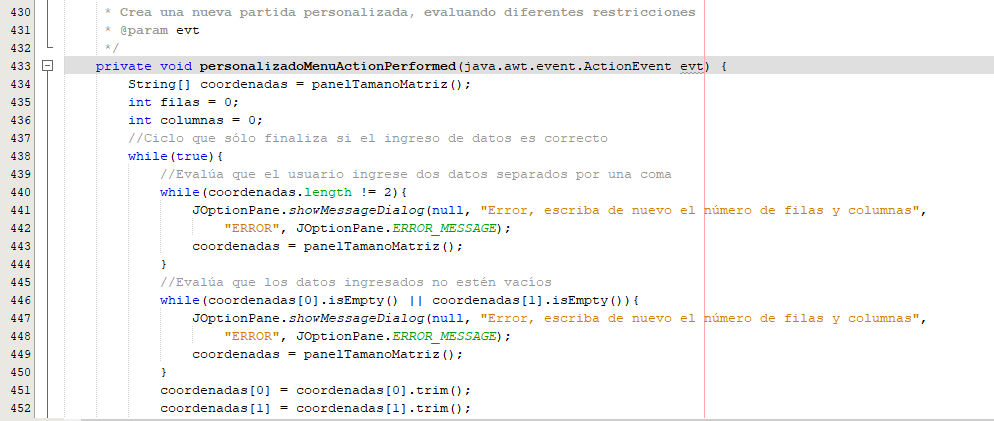 430 * Crea una nueva partida personalizada, evaluando diferentes restricciones
431 * @param evt
432 */
433 private void personalizadoMenuActionPerformed(java.awt.event.ActionEvent evt) {
434 String[] coordenadas = panelTamanoMatriz();
435 int filas = 0;
436 int columnas = 0;
437 //Ciclo que sólo finaliza si el ingreso de datos es correcto
438 while(true){
439 //Evalúa que el usuario ingrese dos datos separados por una coma
440 while(coordenadas.length != 2){
441 JOptionPane.showMessageDialog(null, "Error, escriba de nuevo el número de filas y columnas",
442 "ERROR", JOptionPane.ERROR_MESSAGE);
443 coordenadas = panelTamanoMatriz();
444 }
445 //Evalúa que los datos ingresados no estén vacíos
446 while(coordenadas[0].isEmpty() || coordenadas[1].isEmpty()){
447 JOptionPane.showMessageDialog(null, "Error, escriba de nuevo el número de filas y columnas",
448 "ERROR", JOptionPane.ERROR_MESSAGE);
449 coordenadas = panelTamanoMatriz();
450 }
451 coordenadas[0] = coordenadas[0].trim();
452 coordenadas[1] = coordenadas[1].trim();